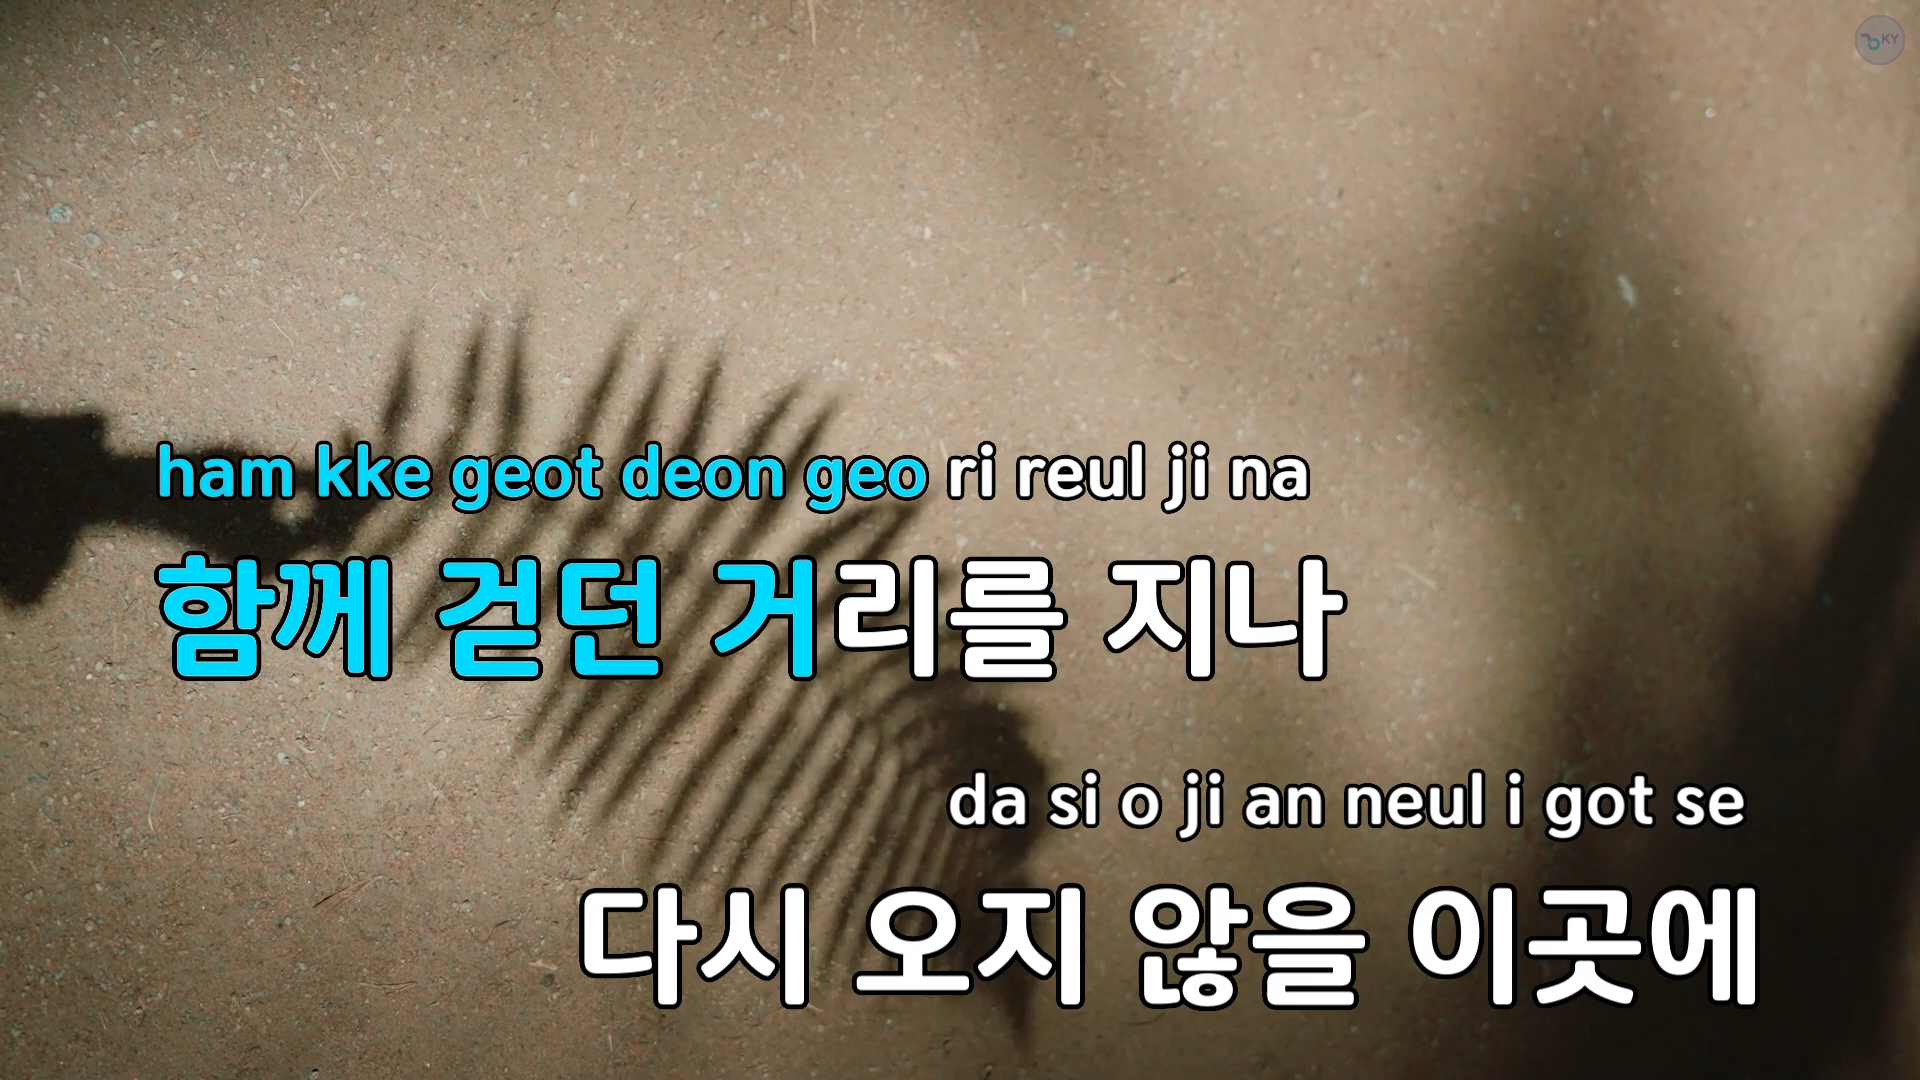 KY
ham kke geot deon geo ri reul ji na
함께 걷던 거리를 지나
da si o ji an neul i got se
다시 오지 않을 이곳에